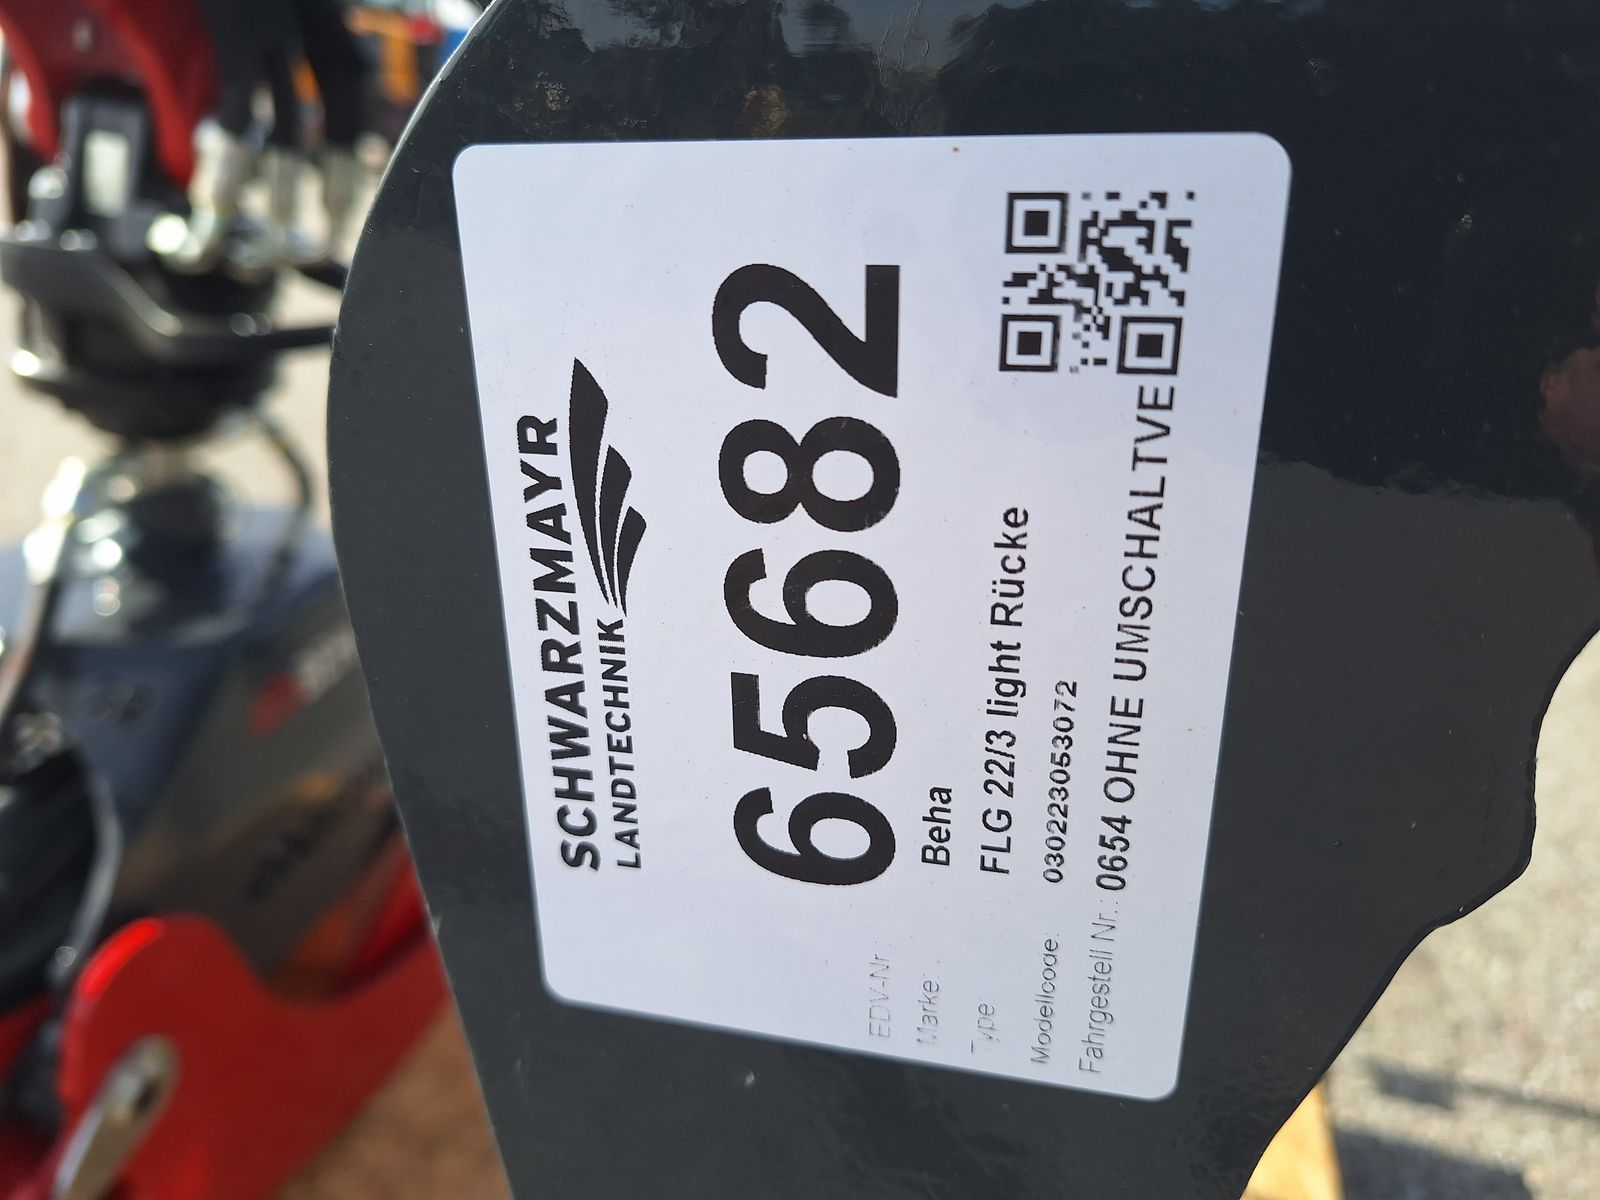 SCHWARZMAYR
LANDTECHNIK
EDV-Nr.: 65682
Marke: Beha
Type: FLG 22/3 light Rücke
Modellcode: 030223053072
Fahrgestell Nr.: 0654 OHNE UMSCHALTVE